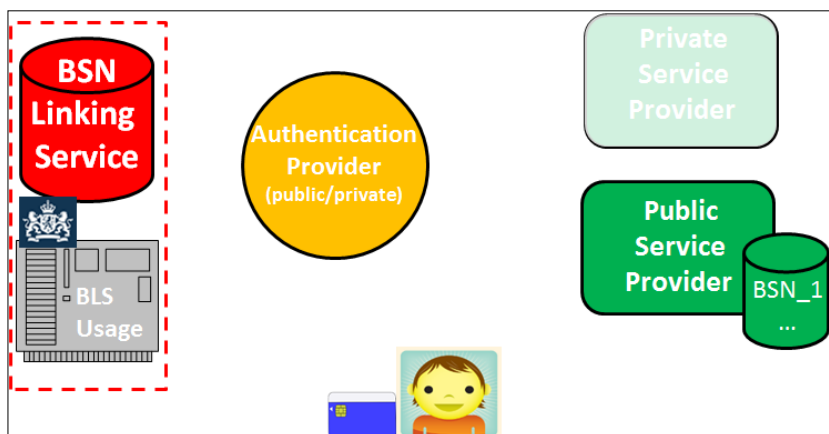 BSN
Linking
Service
BLS
Usage
Authentication
Provider
(public/private)
Private
Service
Provider
Public
Service
Provider
BSN_1
...